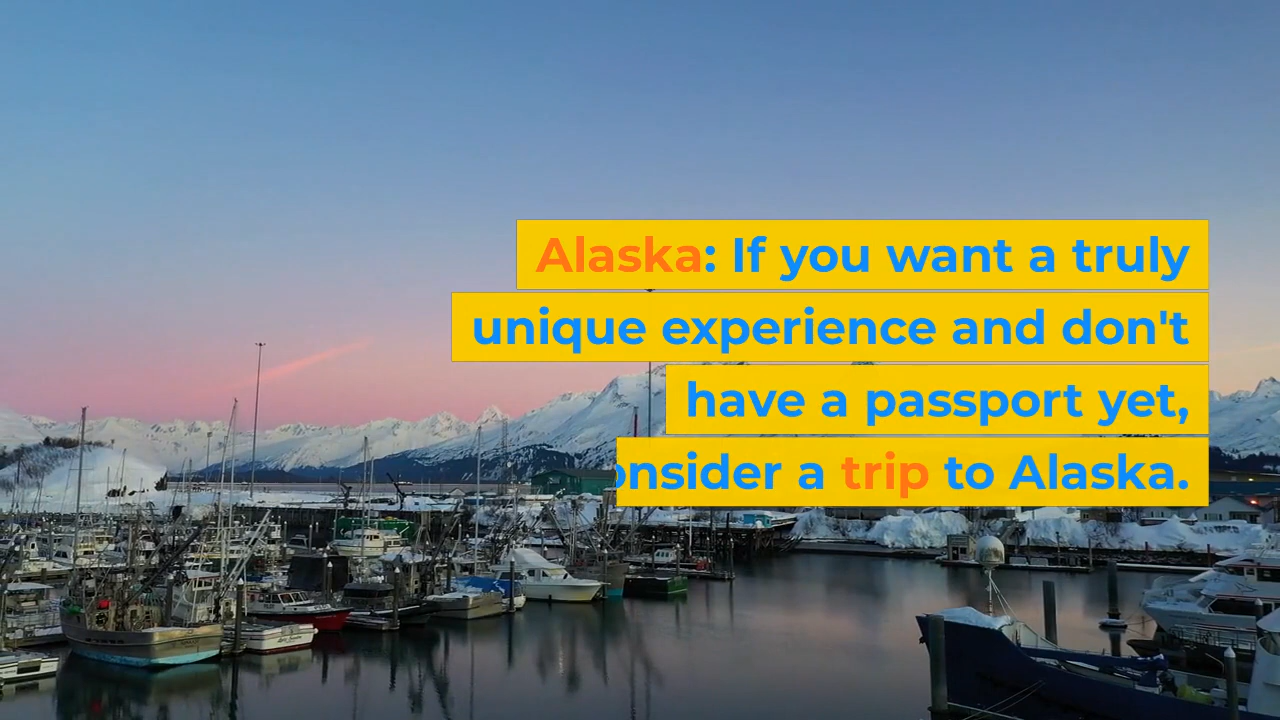 Alaska: If you want a truly
unique experience and don't
have a passport yet,
onsider a trip to Alaska.